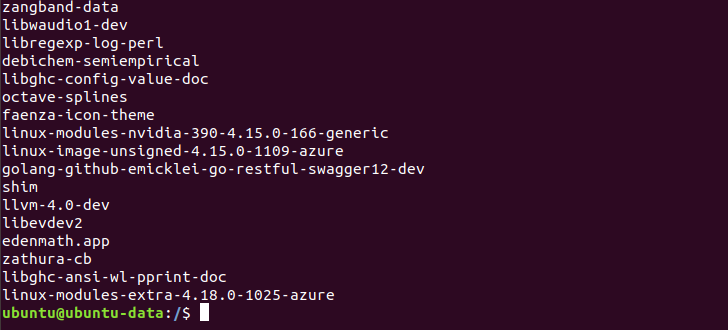 zangband-data
libwaudio1-dev
libregexp-log-perl
debichem-semiempirical
libghc-config-value-doc
octave-splines
faenza-icon-theme
linux-modules-nvidia-390-4.15.0-166-generic
linux-image-unsigned-4.15.0-1109-azure
golang-github-emicklei-go-restful-swagger12-dev
shim
llvm-4.0-dev
libevdev2
edenmath.app
zathura-cb
libghc-ansi-wl-pprint-doc
linux-modules-extra-4.18.0-1025-azure
ubuntu@ubuntu-data:/$